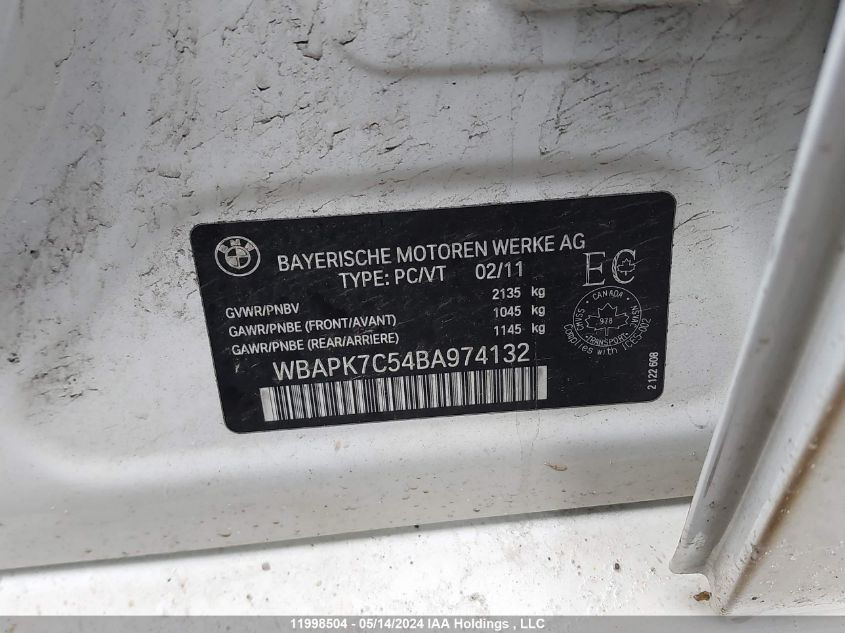 BMW
BAYERISCHE MOTOREN WERKE AG
TYPE: PC/VT 02/11
EC
GVWR/PNBV 2135 kg
GAWR/PNBE (FRONT/AVANT) 1045 kg
GAWR/PNBE (REAR/ARRIERE) 1145 kg
WBAPK7C54BA974132
CANADA
978
TRANSPORT
Complies with
ICES-002
2 122 608
11998504 - 05/14/2024 IAA Holdings , LLC